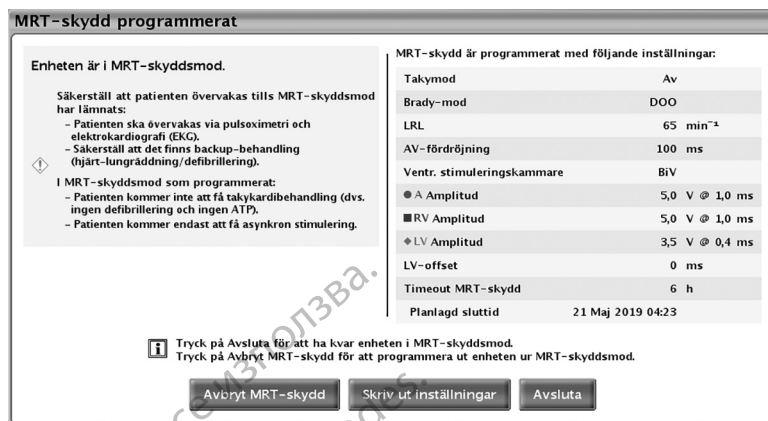 MRT-skydd programmerat
Enheten är i MRT-skyddsmod.
Säkerställ att patienten övervakas tills MRT-skyddsmod
har lämnats:
- Patienten ska övervakas via pulsoximetri och
elektrokardiografi (EKG).
- Säkerställ att det finns backup-behandling
(hjärt-lungräddning/defibrillering).
I MRT-skyddsmod som programmerat:
- Patienten kommer inte att få takykardibehandling (dvs.
ingen defibrillering och ingen ATP).
- Patienten kommer endast att få asynkron stimulering.
MRT-skydd är programmerat med följande inställningar:
Takymod Av
Brady-mod DOO
LRL 65 min⁻¹
AV-fördröjning 100 ms
Ventr. stimuleringskammare BiV
A Amplitud 5,0 V @ 1,0 ms
RV Amplitud 5,0 V @ 1,0 ms
LV Amplitud 3,5 V @ 0,4 ms
LV-offset 0 ms
Timeout MRT-skydd 6 h
Planlagd sluttid 21 Maj 2019 04:23
Tryck på Avsluta för att ha kvar enheten i MRT-skyddsmod.
Tryck på Avbryt MRT-skydd för att programmera ut enheten ur MRT-skyddsmod.
Avbryt MRT-skydd Skriv ut inställningar Avsluta
се използва.